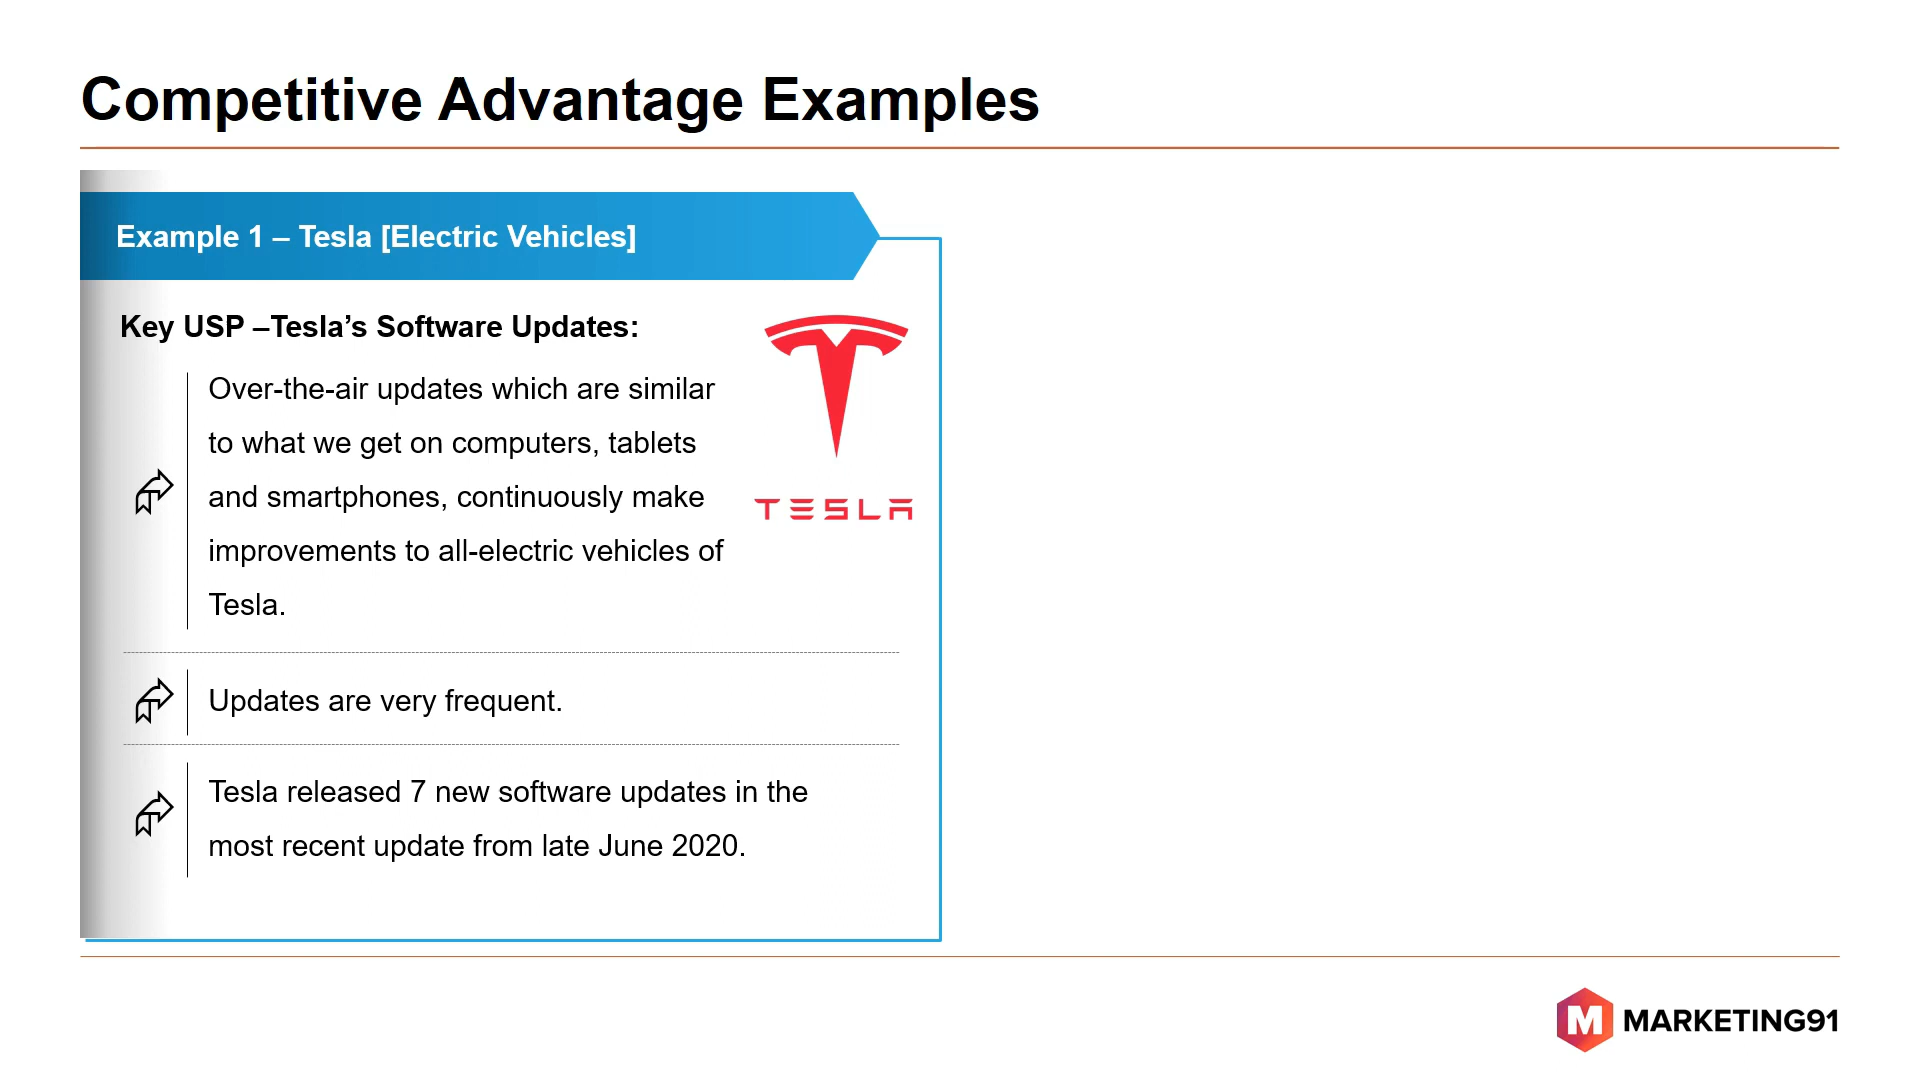 Competitive Advantage Examples
Example 1 – Tesla [Electric Vehicles]
Key USP –Tesla’s Software Updates:
Over-the-air updates which are similar
to what we get on computers, tablets
and smartphones, continuously make
improvements to all-electric vehicles of
Tesla.
TESLA
Updates are very frequent.
Tesla released 7 new software updates in the
most recent update from late June 2020.
M MARKETING91